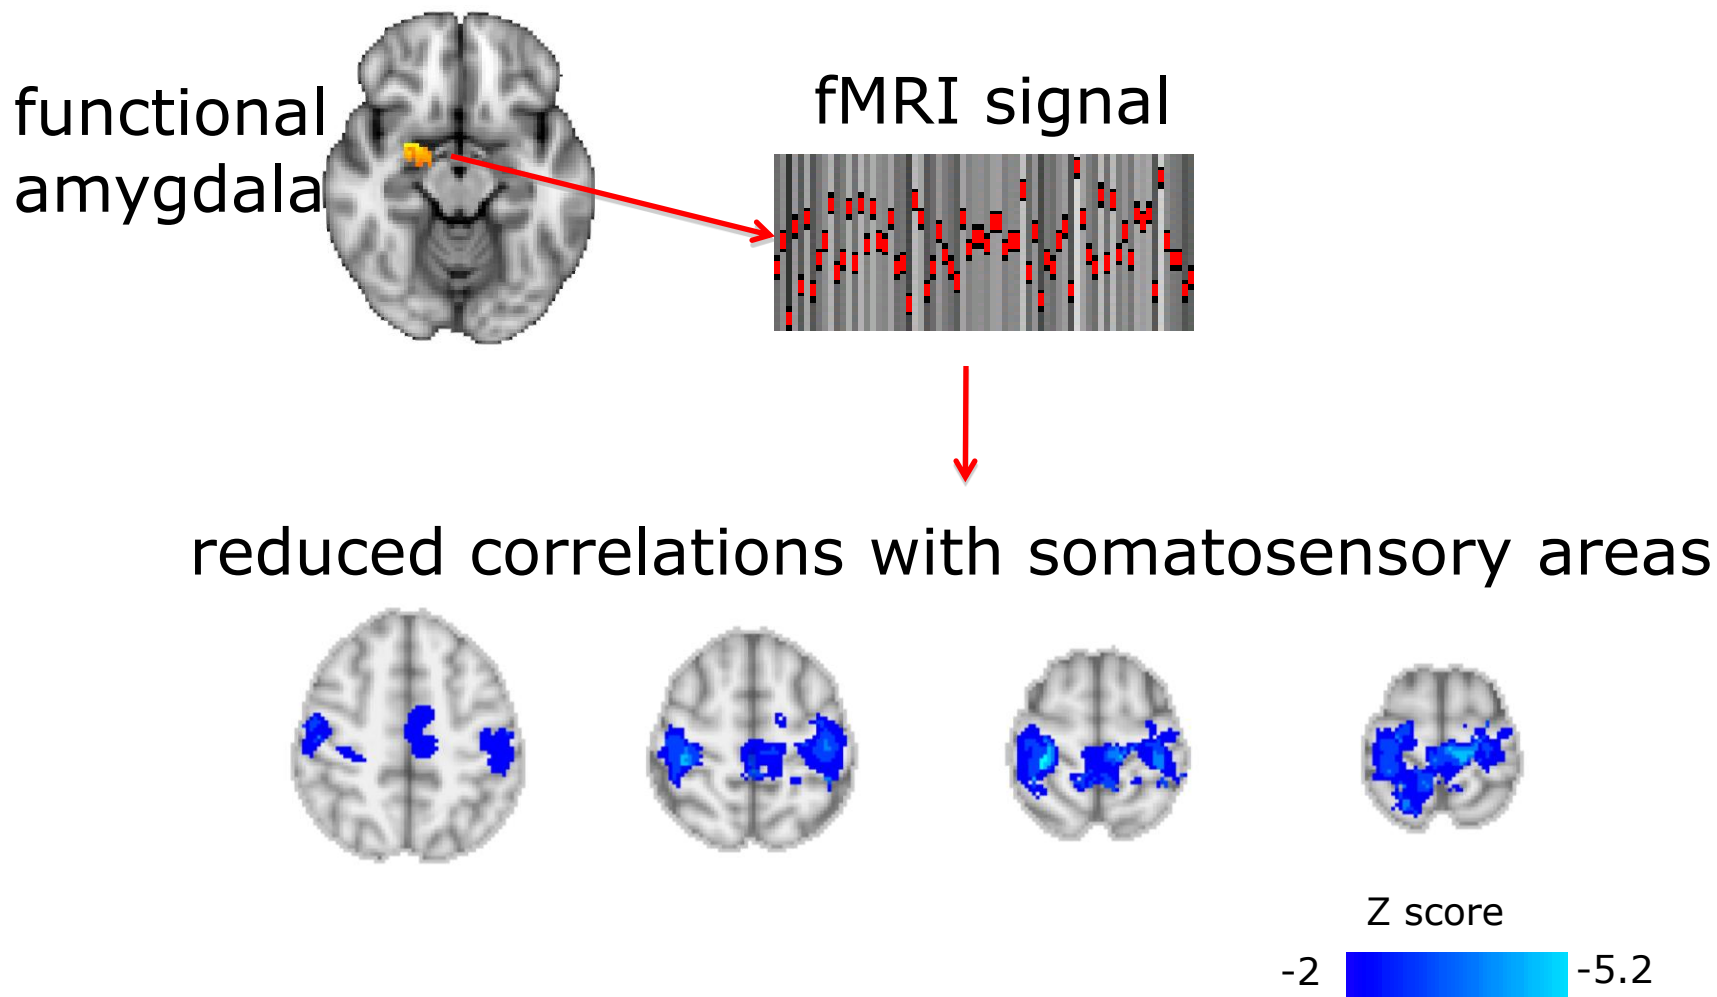 functional
amygdala
fMRI signal
reduced correlations with somatosensory areas
Z score
-2
-5.2